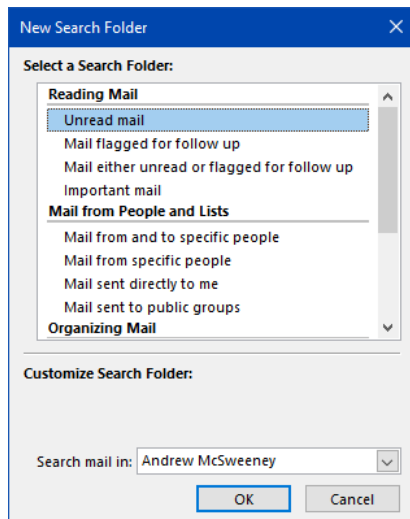 New Search Folder
Select a Search Folder:
Reading Mail
Unread mail
Mail flagged for follow up
Mail either unread or flagged for follow up
Important mail
Mail from People and Lists
Mail from and to specific people
Mail from specific people
Mail sent directly to me
Mail sent to public groups
Organizing Mail
Customize Search Folder:
Search mail in: Andrew McSweeney
OK Cancel